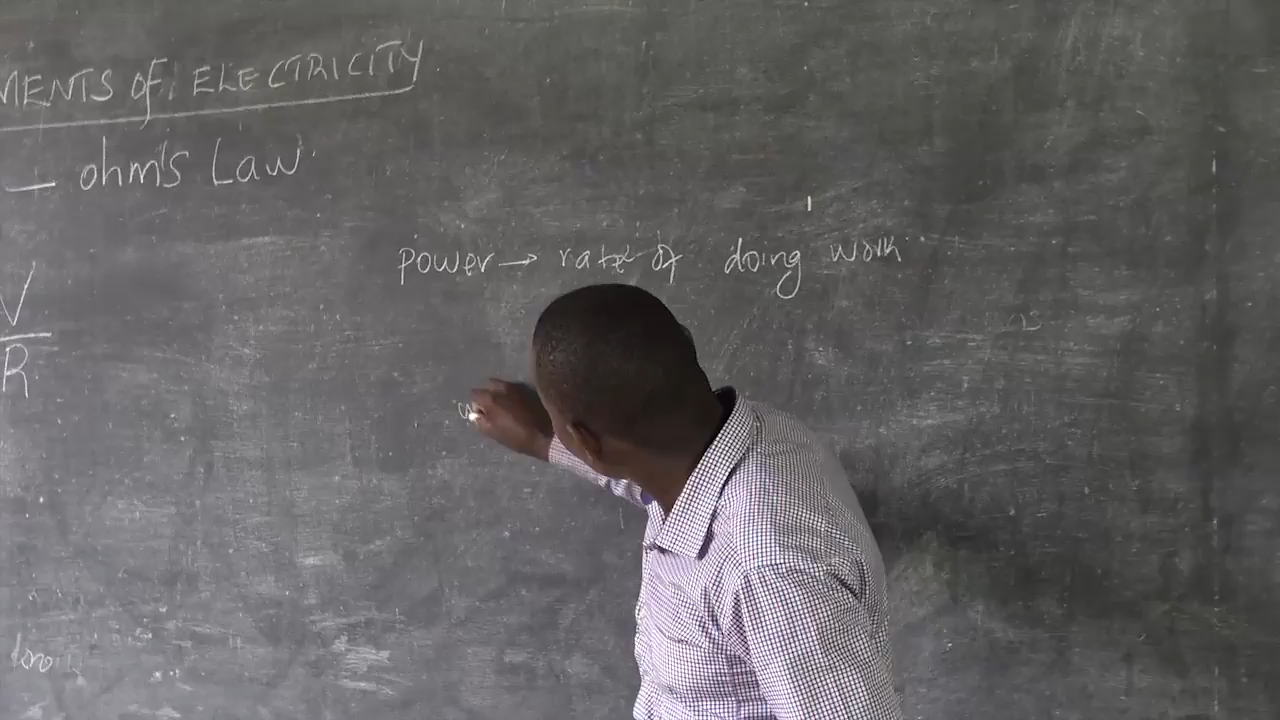 MENTS OF ELECTRICITY
— ohm's Law
power → rate of doing work
V
R